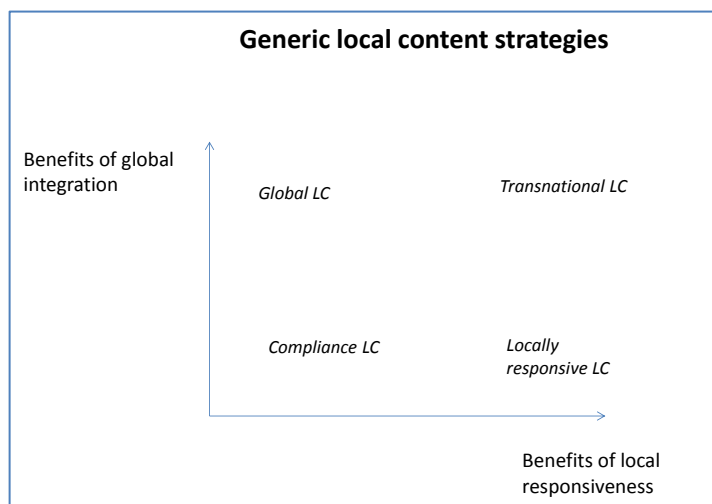 Generic local content strategies
Benefits of global
integration
Global LC
Transnational LC
Compliance LC
Locally
responsive LC
Benefits of local
responsiveness